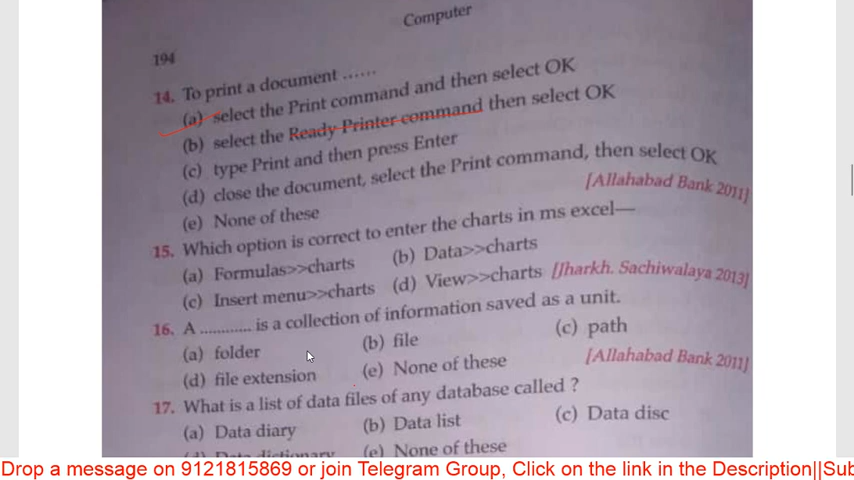 Computer
194
14. To print a document ......
(a) select the Print command and then select OK
(b) select the Ready Printer command then select OK
(c) type Print and then press Enter
(d) close the document, select the Print command, then select OK
(e) None of these
[Allahabad Bank 2011]
15. Which option is correct to enter the charts in ms excel—
(a) Formulas>>charts (b) Data>>charts
(c) Insert menu>>charts (d) View>>charts [Jharkh. Sachiwalaya 2013]
16. A ............ is a collection of information saved as a unit.
(a) folder (b) file (c) path
(d) file extension (e) None of these [Allahabad Bank 2011]
17. What is a list of data files of any database called ?
(a) Data diary (b) Data list (c) Data disc
(d) Data dictionary (e) None of these
Drop a message on 9121815869 or join Telegram Group, Click on the link in the Description||Sub